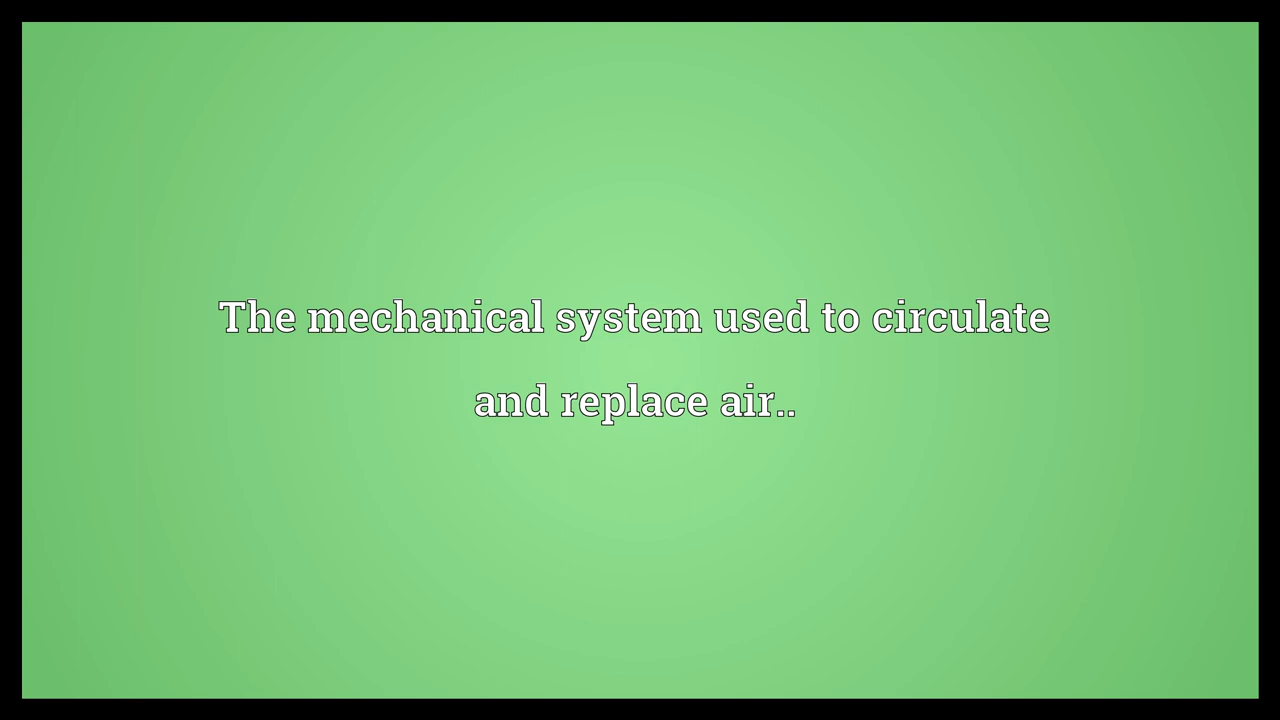 The mechanical system used to circulate
and replace air..